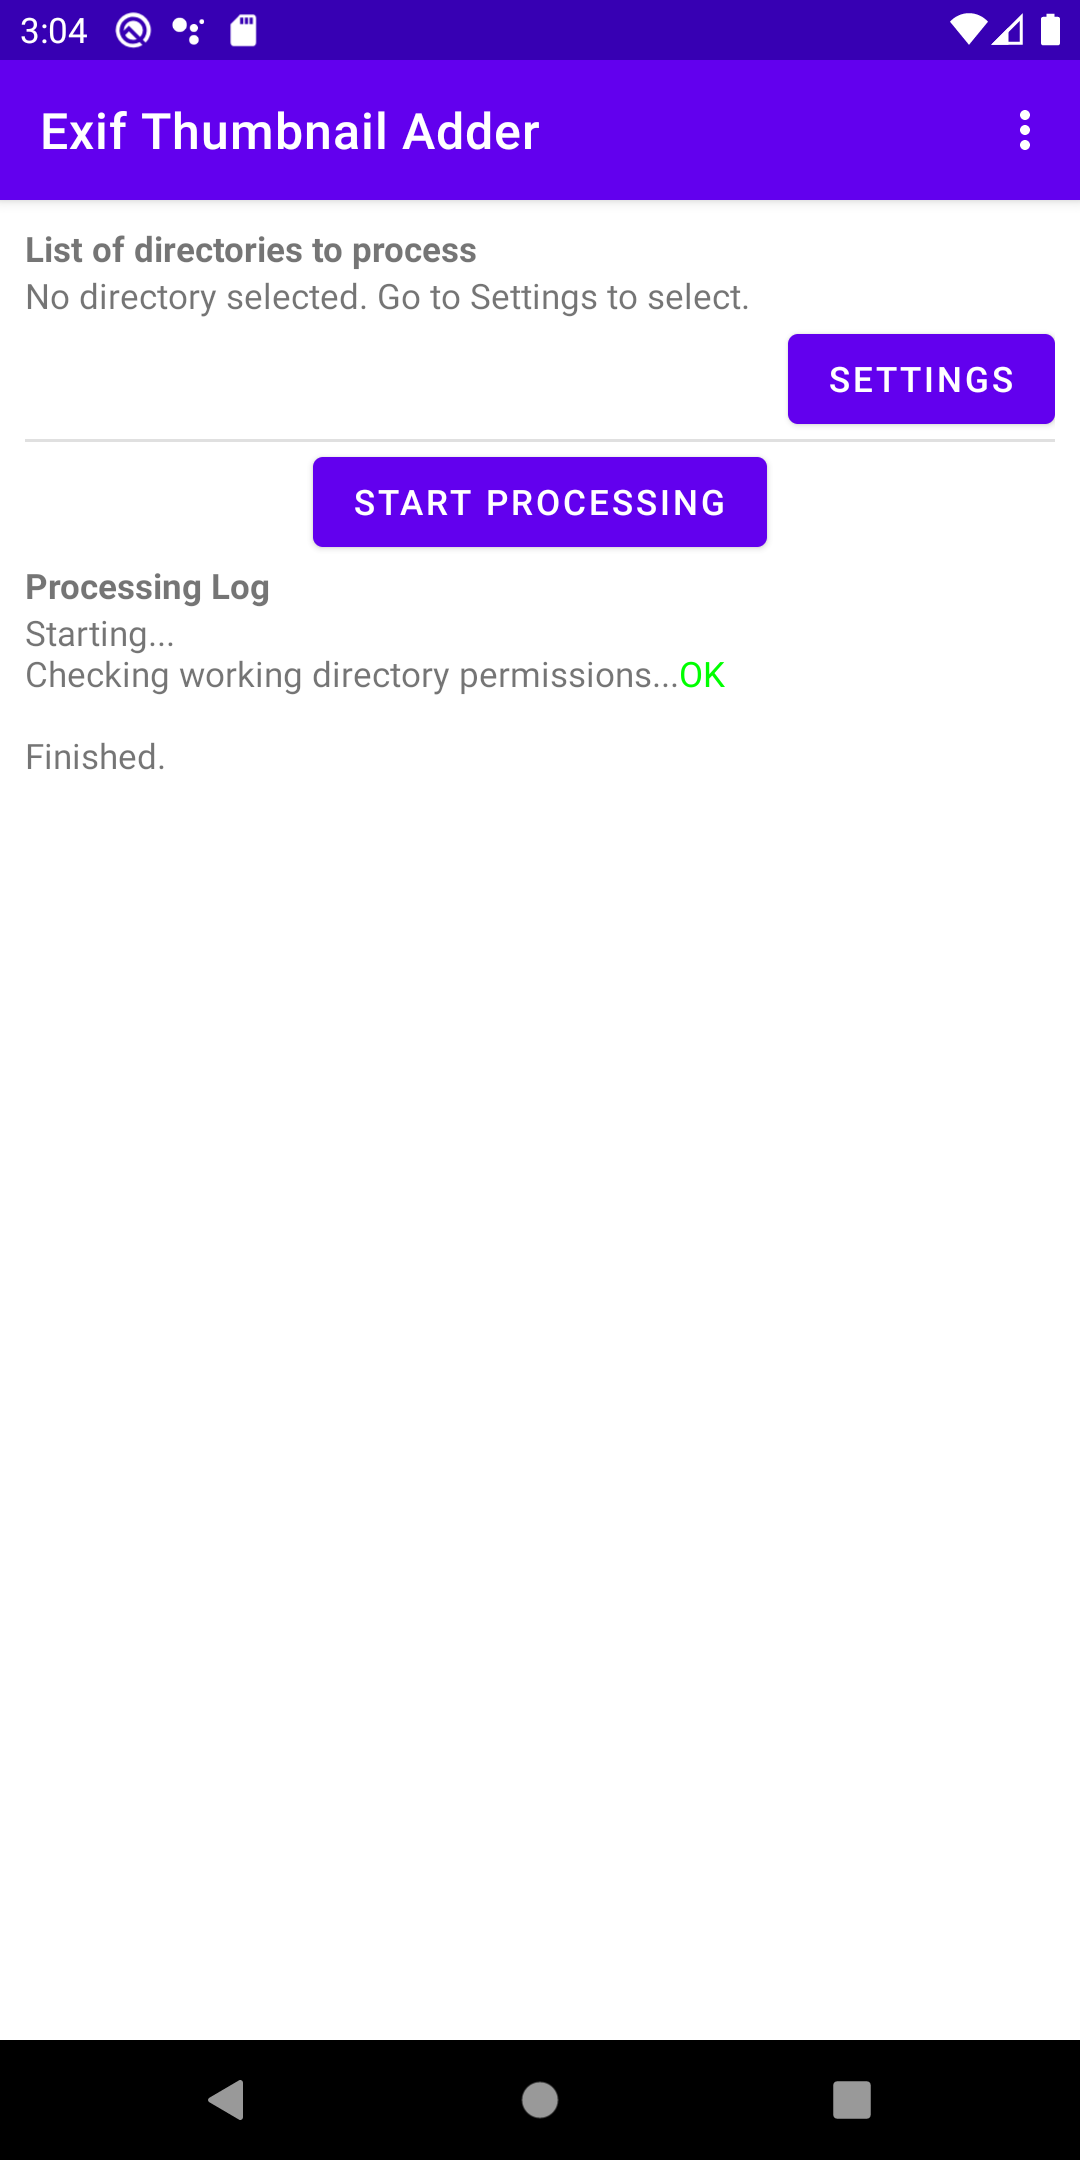 3:04
Exif Thumbnail Adder
List of directories to process
No directory selected. Go to Settings to select.
SETTINGS
START PROCESSING
Processing Log
Starting...
Checking working directory permissions...OK
Finished.